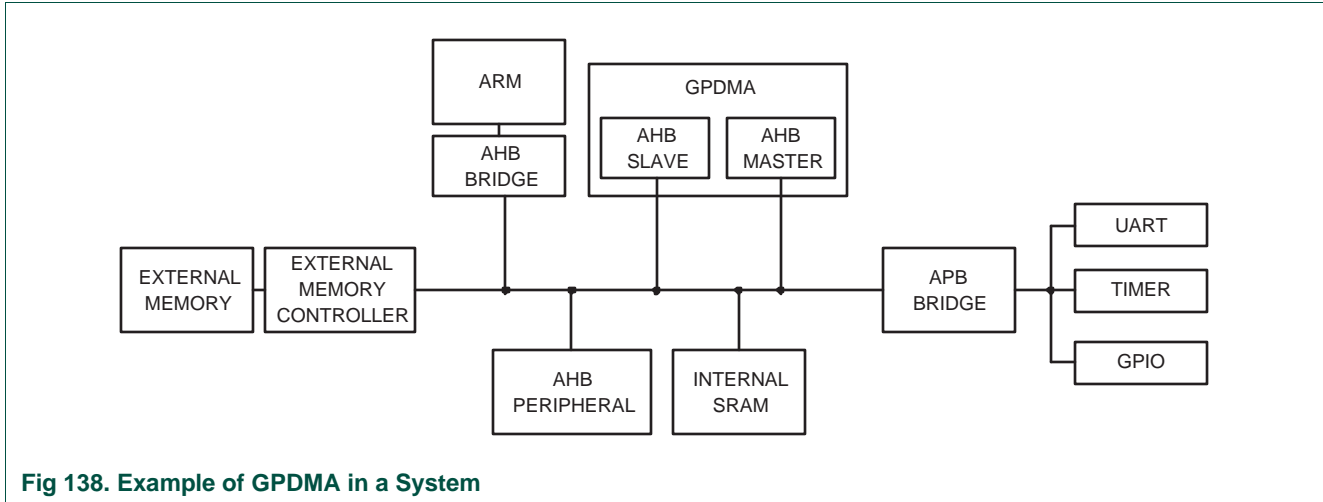 ARM
AHB
BRIDGE
GPDMA
AHB
SLAVE
AHB
MASTER
EXTERNAL
MEMORY
EXTERNAL
MEMORY
CONTROLLER
AHB
PERIPHERAL
INTERNAL
SRAM
APB
BRIDGE
UART
TIMER
GPIO
Fig 138. Example of GPDMA in a System